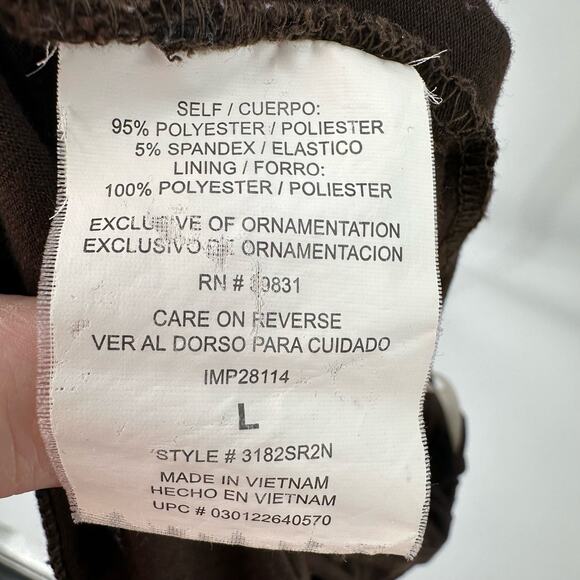 SELF / CUERPO:
95% POLYESTER / POLIESTER
5% SPANDEX / ELASTICO
LINING / FORRO:
100% POLYESTER / POLIESTER
EXCLUSIVE OF ORNAMENTATION
EXCLUSIVO DE ORNAMENTACION
RN #
CARE ON REVERSE
VER AL DORSO PARA CUIDADO
IMP28114
L
STYLE # 3182SR2N
MADE IN VIETNAM
HECHO EN VIETNAM
UPC # 030122640570